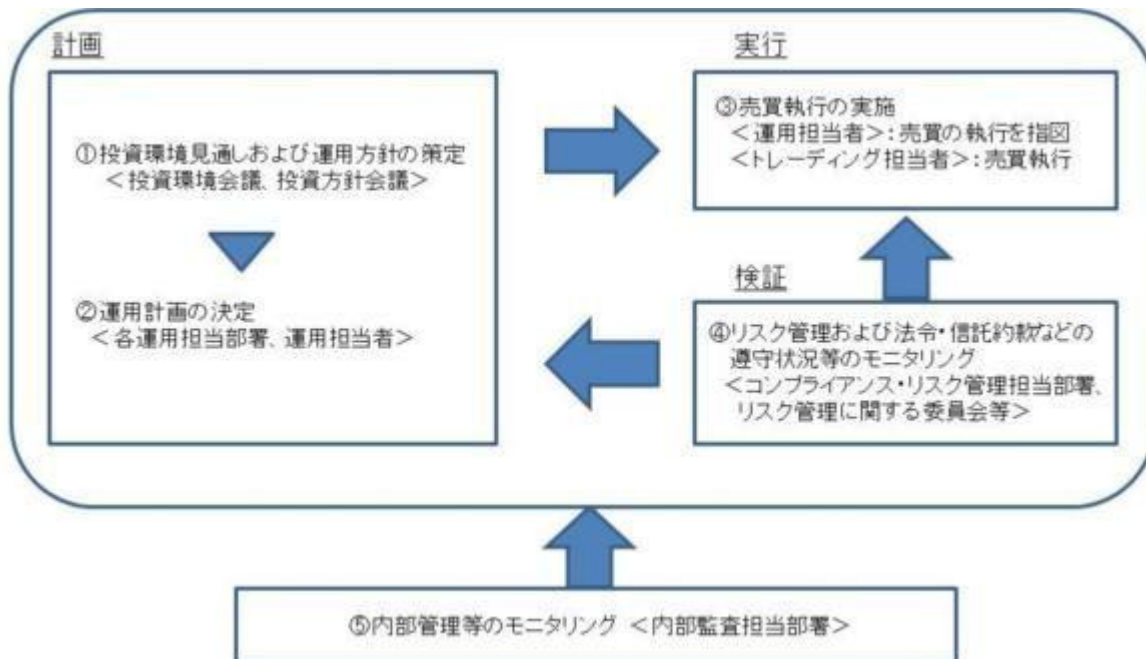 計画
①投資環境見通しおよび運用方針の策定
＜投資環境会議、投資方針会議＞
②運用計画の決定
＜各運用担当部署、運用担当者＞
実行
③売買執行の実施
＜運用担当者＞：売買の執行を指図
＜トレーディング担当者＞：売買執行
検証
④リスク管理および法令・信託約款などの
遵守状況等のモニタリング
＜コンプライアンス・リスク管理担当部署、
リスク管理に関する委員会等＞
⑤内部管理等のモニタリング ＜内部監査担当部署＞